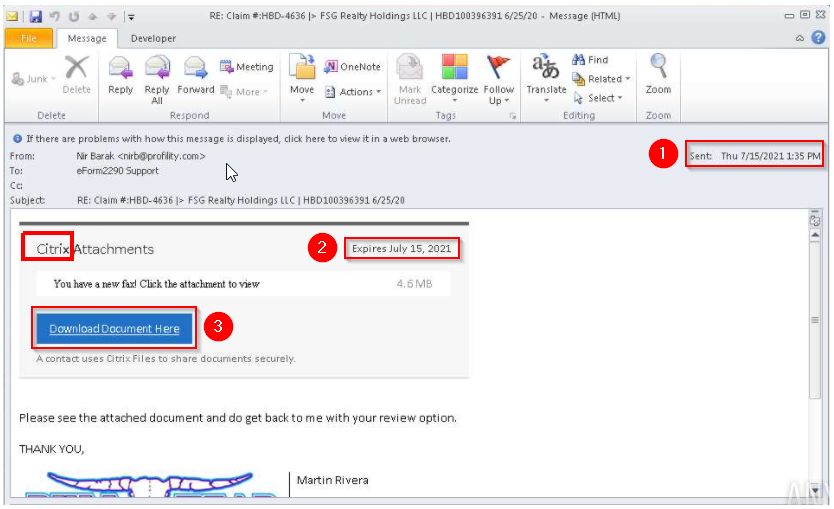 RE: Claim #:HBD-4636 |> FSG Realty Holdings LLC | HBD100396391 6/25/20 - Message (HTML)
File Message Developer
Junk Delete Reply Reply All Forward Meeting More Move OneNote Actions Mark Unread Categorize Follow Up Translate Find Related Select Zoom
Delete Respond Move Tags Editing Zoom
If there are problems with how this message is displayed, click here to view it in a web browser.
From: Nir Barak <nirb@profility.com>
1 Sent: Thu 7/15/2021 1:35 PM
To: eForm2290 Support
Cc:
Subject: RE: Claim #:HBD-4636 |> FSG Realty Holdings LLC | HBD100396391 6/25/20
Citrix Attachments 2 Expires July 15, 2021
You have a new fax! Click the attachment to view 4.6 MB
Download Document Here 3
A contact uses Citrix Files to share documents securely.
Please see the attached document and do get back to me with your review option.
THANK YOU,
Martin Rivera